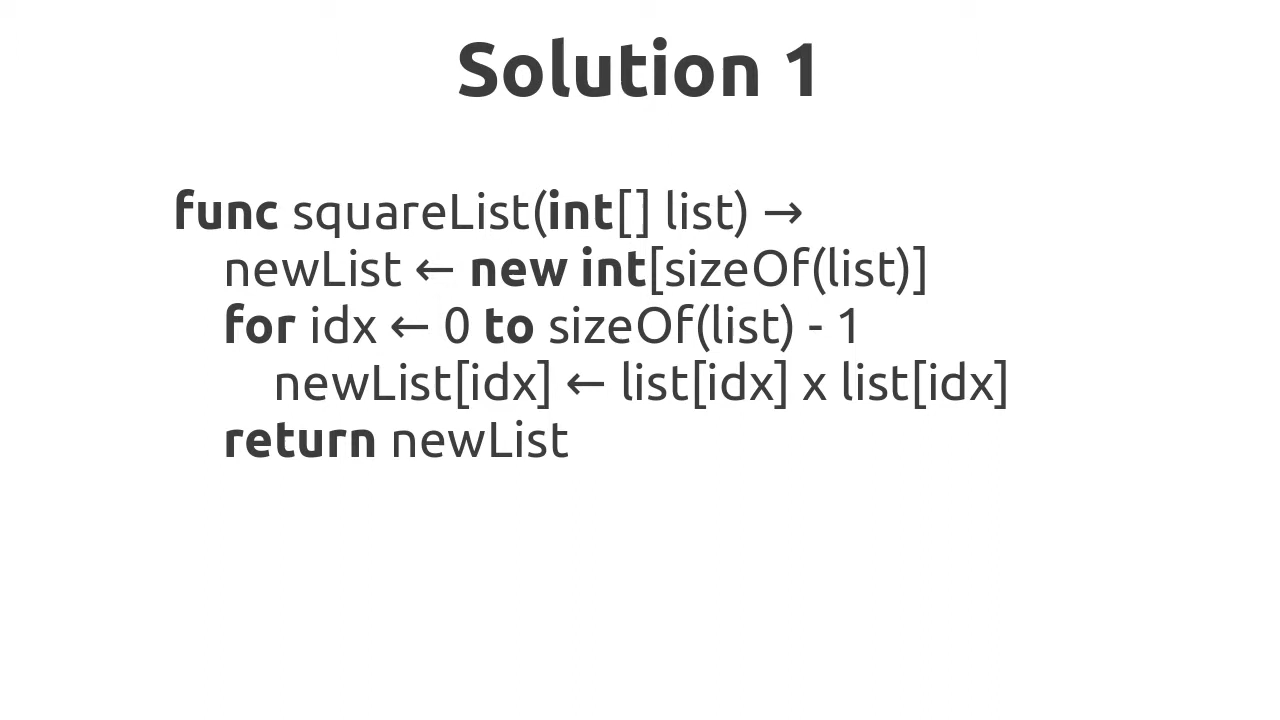 Solution 1
func squareList(int[] list) →
newList ← new int[sizeOf(list)]
for idx ← 0 to sizeOf(list) - 1
newList[idx] ← list[idx] x list[idx]
return newList